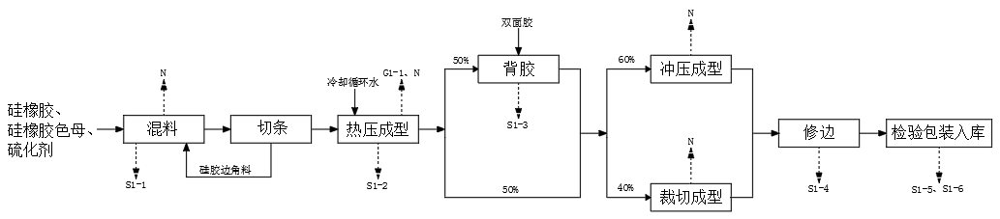 硅橡胶、
硅橡胶色母、
硫化剂
N
混料
S1-1
切条
硅胶边角料
冷却循环水
G1-1、N
热压成型
S1-2
50%
双面胶
背胶
S1-3
50%
60%
N
冲压成型
40%
N
裁切成型
修边
S1-4
检验包装入库
S1-5、S1-6